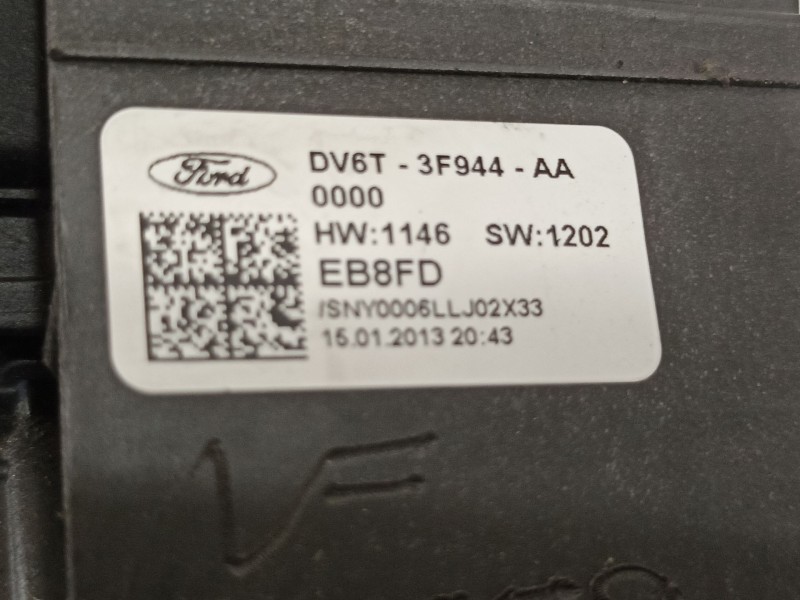 Ford
DV6T - 3F944 - AA
0000
HW:1146 SW:1202
EB8FD
/SNY0006LLJ02X33
15.01.2013 20:43